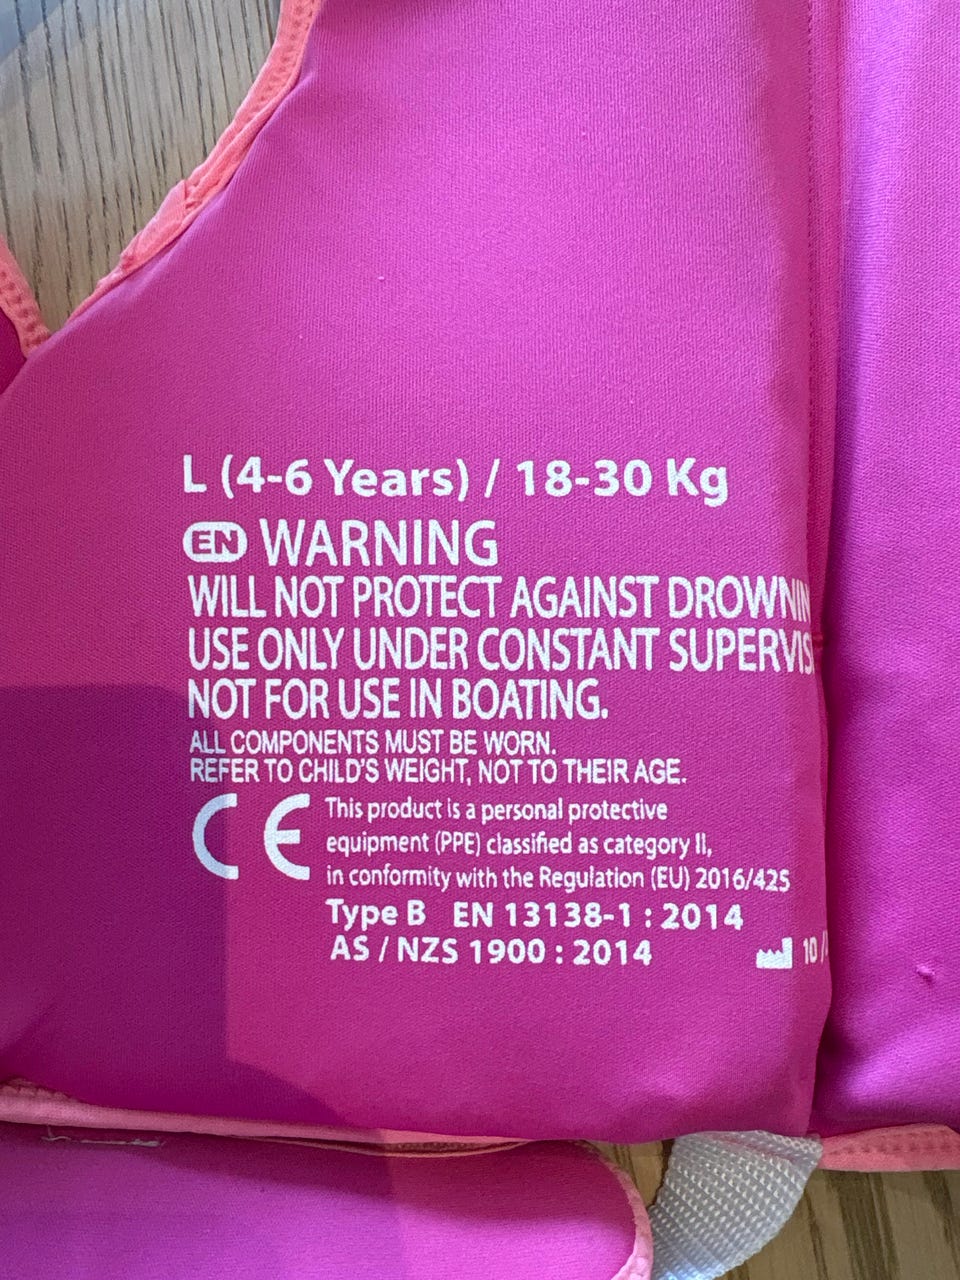 L (4-6 Years) / 18-30 Kg
EN WARNING
WILL NOT PROTECT AGAINST DROWNIN
USE ONLY UNDER CONSTANT SUPERVIS
NOT FOR USE IN BOATING.
ALL COMPONENTS MUST BE WORN.
REFER TO CHILD'S WEIGHT, NOT TO THEIR AGE.
CE
This product is a personal protective
equipment (PPE) classified as category II,
in conformity with the Regulation (EU) 2016/425
Type B EN 13138-1 : 2014
AS / NZS 1900 : 2014
10 /